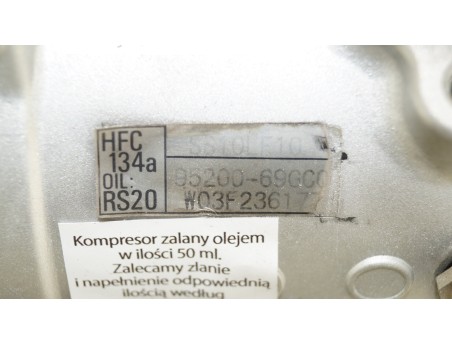 HFC
134a
OIL:
RS20
SS10LF10
95200-69GC0
W03F23617
Kompresor zalany olejem
w ilości 50 ml.
Zalecamy zlanie
i napełnienie odpowiednią
ilością według